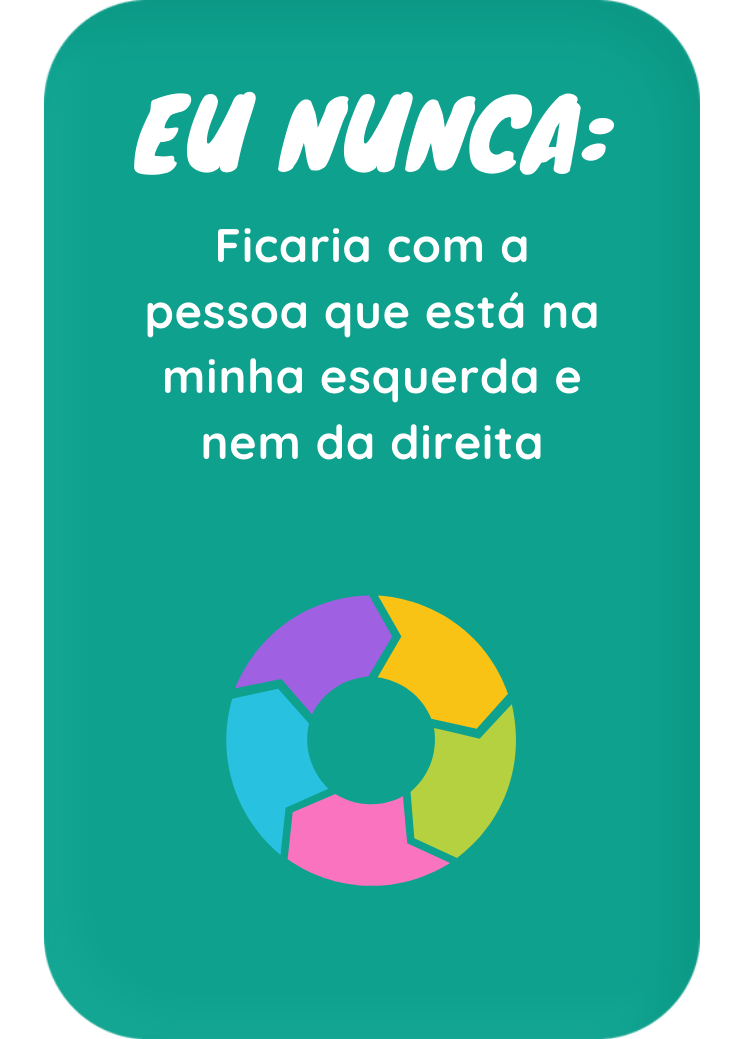 EU NUNCA:
Ficaria com a
pessoa que está na
minha esquerda e
nem da direita